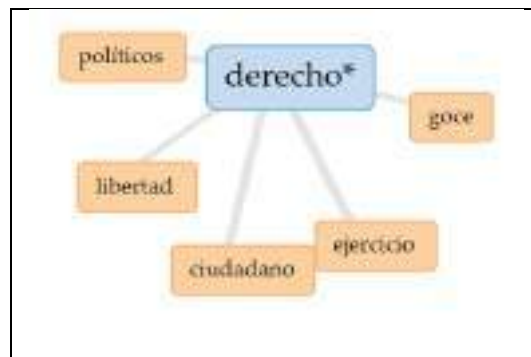 políticos
derecho*
goce
libertad
ejercicio
ciudadano